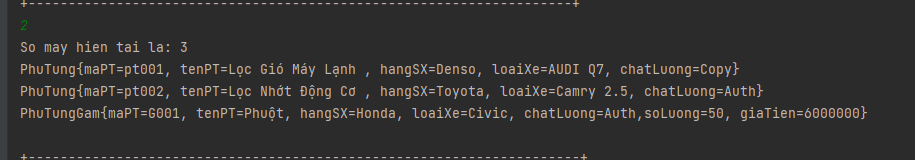 +-------------------------------------------------------------------+
2
So may hien tai la: 3
PhuTung{maPT=pt001, tenPT=Lọc Gió Máy Lạnh , hangSX=Denso, loaiXe=AUDI Q7, chatLuong=Copy}
PhuTung{maPT=pt002, tenPT=Lọc Nhớt Động Cơ , hangSX=Toyota, loaiXe=Camry 2.5, chatLuong=Auth}
PhuTungGam{maPT=G001, tenPT=Phuột, hangSX=Honda, loaiXe=Civic, chatLuong=Auth,soLuong=50, giaTien=6000000}
+--------------------------------------------------------------------+